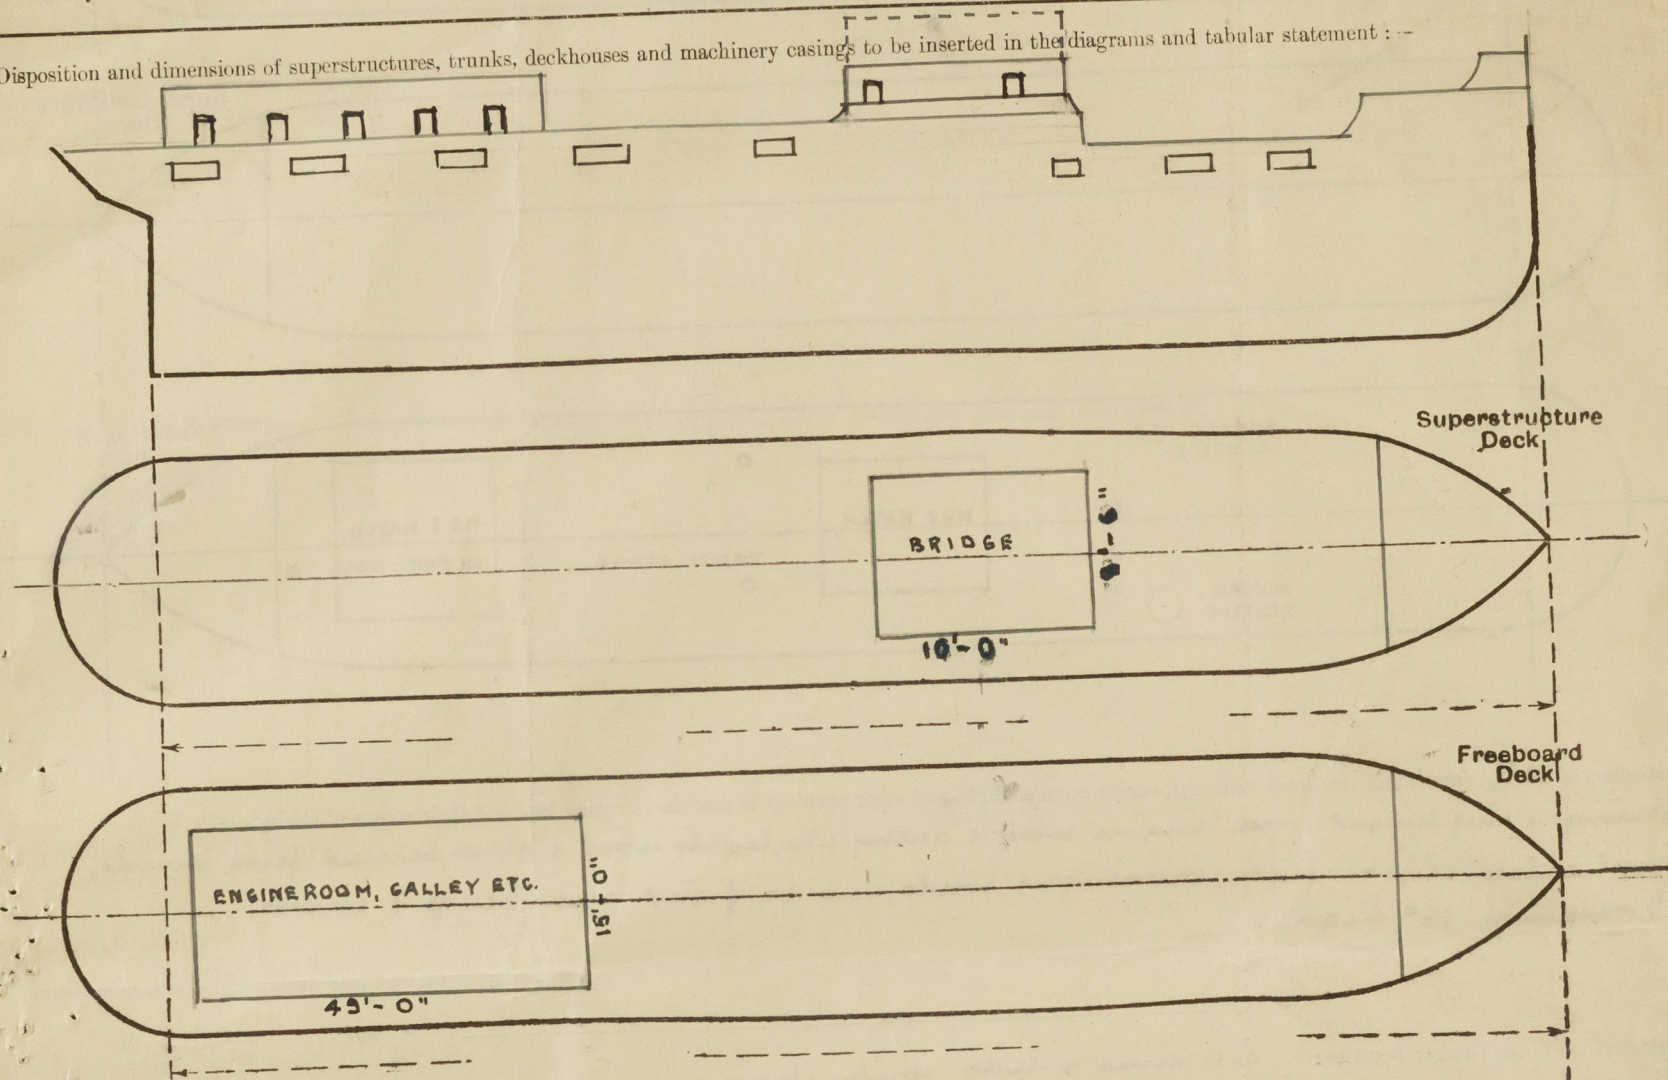 Disposition and dimensions of superstructures, trunks, deckhouses and machinery casings to be inserted in the diagrams and tabular statement : —
Superstructure
Deck
BRIDGE
10'-0"
Freeboard
Deck
ENGINEROOM, GALLEY ETC.
15'-0"
49'-0"